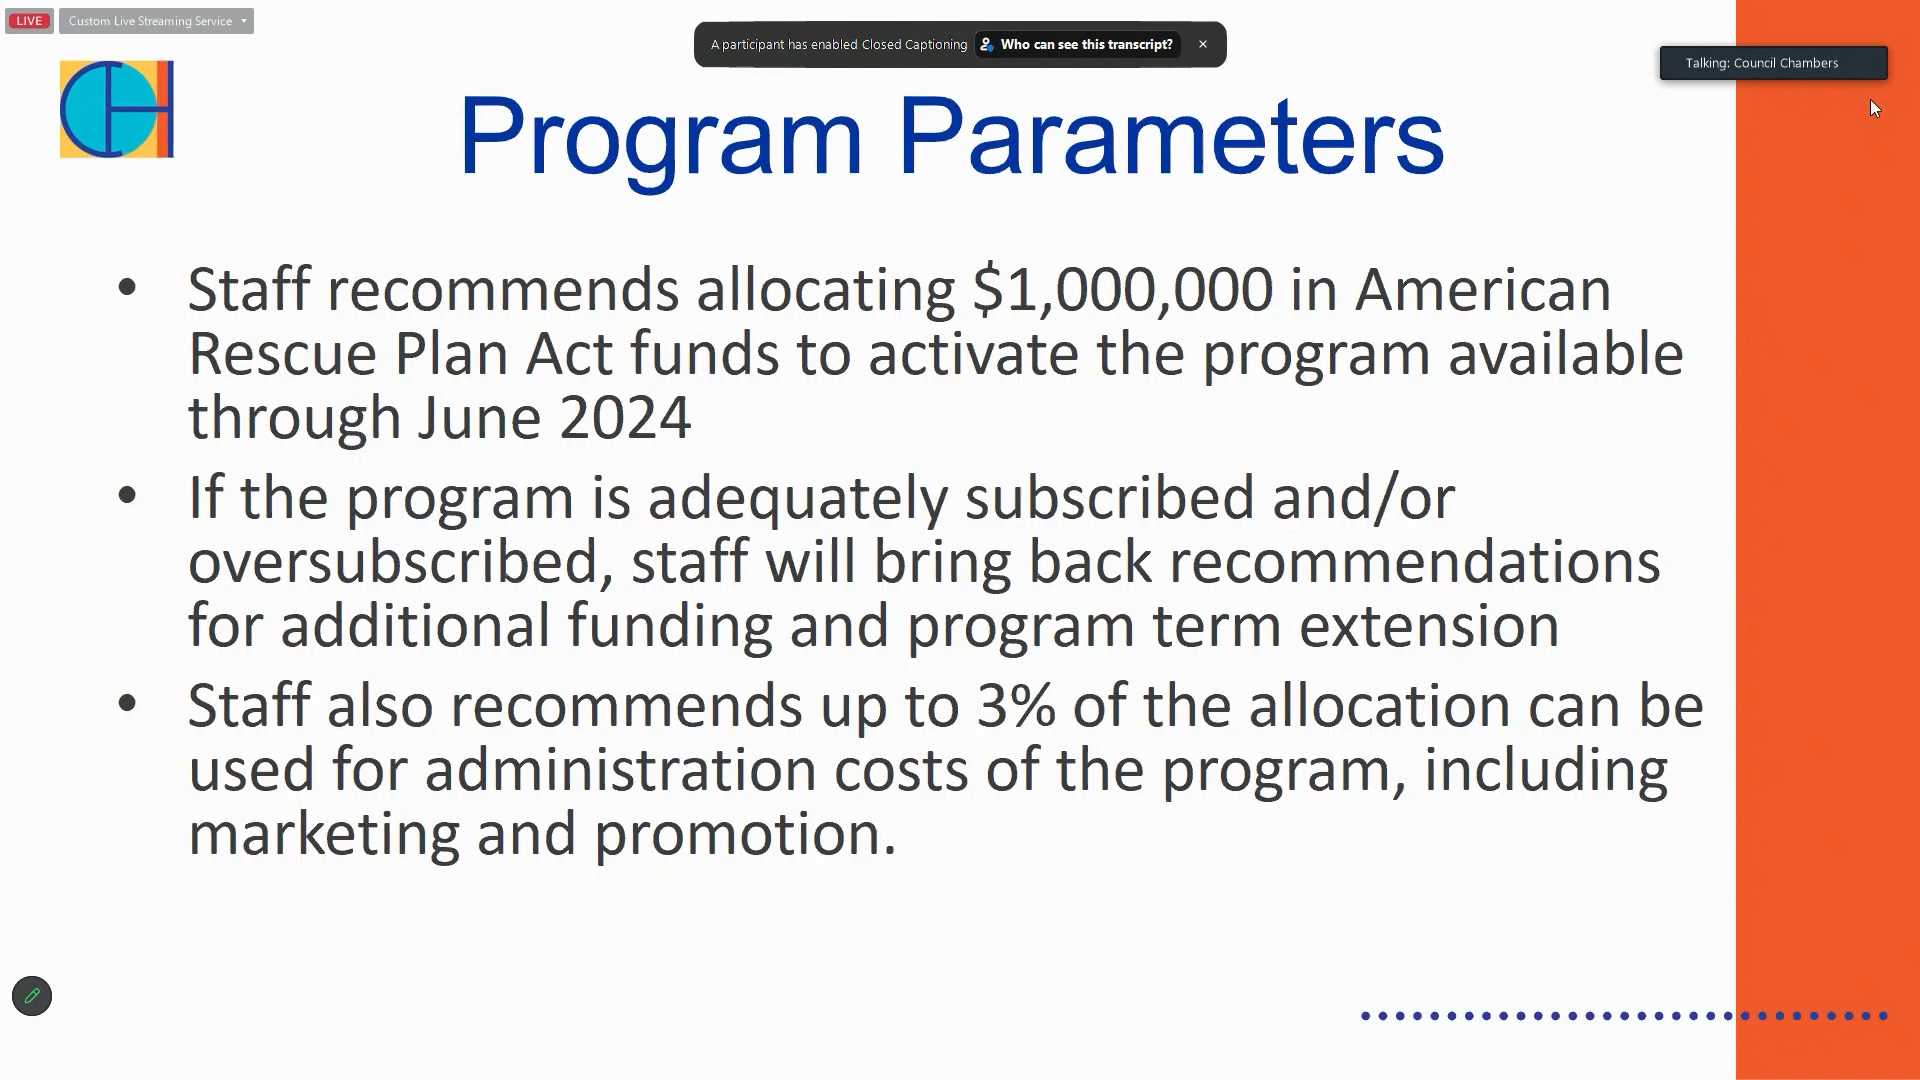 LIVE
Custom Live Streaming Service
A participant has enabled Closed Captioning Who can see this transcript?
Talking: Council Chambers
CH
Program Parameters
• Staff recommends allocating $1,000,000 in American
Rescue Plan Act funds to activate the program available
through June 2024
• If the program is adequately subscribed and/or
oversubscribed, staff will bring back recommendations
for additional funding and program term extension
• Staff also recommends up to 3% of the allocation can be
used for administration costs of the program, including
marketing and promotion.